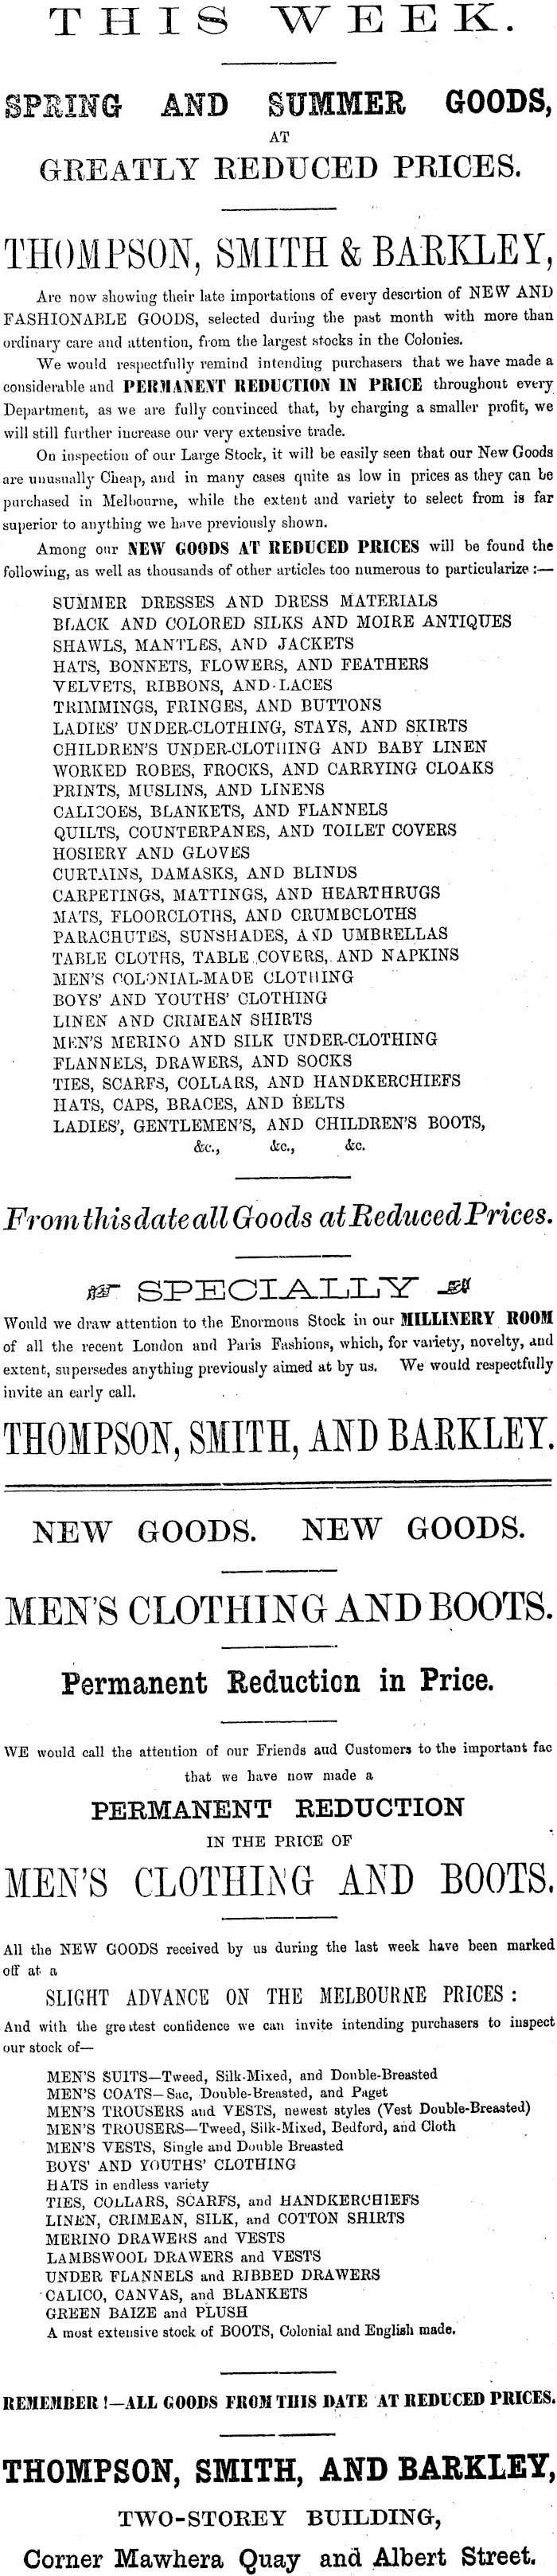 THIS WEEK.
SPRING AND SUMMER GOODS,
AT
GREATLY REDUCED PRICES.
THOMPSON, SMITH & BARKLEY,
Are now showing their late importations of every descrtion of NEW AND
FASHIONABLE GOODS, selected during the past month with more than
ordinary care and attention, from the largest stocks in the Colonies.
We would respectfully remind intending purchasers that we have made a
considerable and PERMANENT REDUCTION IN PRICE throughout every
Department, as we are fully convinced that, by charging a smaller profit, we
will still further increase our very extensive trade.
On inspection of our Large Stock, it will be easily seen that our New Goods
are unusually Cheap, and in many cases quite as low in prices as they can be
purchased in Melbourne, while the extent and variety to select from is far
superior to anything we have previously shown.
Among our NEW GOODS AT REDUCED PRICES will be found the
following, as well as thousands of other articles too numerous to particularize :—
SUMMER DRESSES AND DRESS MATERIALS
BLACK AND COLORED SILKS AND MOIRE ANTIQUES
SHAWLS, MANTLES, AND JACKETS
HATS, BONNETS, FLOWERS, AND FEATHERS
VELVETS, RIBBONS, AND LACES
TRIMMINGS, FRINGES, AND BUTTONS
LADIES' UNDER-CLOTHING, STAYS, AND SKIRTS
CHILDREN'S UNDER-CLOTHING AND BABY LINEN
WORKED ROBES, FROCKS, AND CARRYING CLOAKS
PRINTS, MUSLINS, AND LINENS
CALICOES, BLANKETS, AND FLANNELS
QUILTS, COUNTERPANES, AND TOILET COVERS
HOSIERY AND GLOVES
CURTAINS, DAMASKS, AND BLINDS
CARPETINGS, MATTINGS, AND HEARTHRUGS
MATS, FLOORCLOTHS, AND CRUMBCLOTHS
PARACHUTES, SUNSHADES, AND UMBRELLAS
TABLE CLOTHS, TABLE COVERS, AND NAPKINS
MEN'S COLONIAL-MADE CLOTHING
BOYS' AND YOUTHS' CLOTHING
LINEN AND CRIMEAN SHIRTS
MEN'S MERINO AND SILK UNDER-CLOTHING
FLANNELS, DRAWERS, AND SOCKS
TIES, SCARFS, COLLARS, AND HANDKERCHIEFS
HATS, CAPS, BRACES, AND BELTS
LADIES', GENTLEMEN'S, AND CHILDREN'S BOOTS,
&c., &c., &c.
From this date all Goods at Reduced Prices.
☞ SPECIALLY ☜
Would we draw attention to the Enormous Stock in our MILLINERY ROOM
of all the recent London and Paris Fashions, which, for variety, novelty, and
extent, supersedes anything previously aimed at by us. We would respectfully
invite an early call.
THOMPSON, SMITH, AND BARKLEY.
NEW GOODS. NEW GOODS.
MEN'S CLOTHING AND BOOTS.
Permanent Reduction in Price.
WE would call the attention of our Friends and Customers to the important fac
that we have now made a
PERMANENT REDUCTION
IN THE PRICE OF
MEN'S CLOTHING AND BOOTS.
All the NEW GOODS received by us during the last week have been marked
off at a
SLIGHT ADVANCE ON THE MELBOURNE PRICES :
And with the greatest confidence we can invite intending purchasers to inspect
our stock of—
MEN'S SUITS—Tweed, Silk-Mixed, and Double-Breasted
MEN'S COATS—Sac, Double-Breasted, and Paget
MEN'S TROUSERS and VESTS, newest styles (Vest Double-Breasted)
MEN'S TROUSERS—Tweed, Silk-Mixed, Bedford, and Cloth
MEN'S VESTS, Single and Double Breasted
BOYS' AND YOUTHS' CLOTHING
HATS in endless variety
TIES, COLLARS, SCARFS, and HANDKERCHIEFS
LINEN, CRIMEAN, SILK, and COTTON SHIRTS
MERINO DRAWERS and VESTS
LAMBSWOOL DRAWERS and VESTS
UNDER FLANNELS and RIBBED DRAWERS
CALICO, CANVAS, and BLANKETS
GREEN BAIZE and PLUSH
A most extensive stock of BOOTS, Colonial and English made.
REMEMBER !—ALL GOODS FROM THIS DATE AT REDUCED PRICES.
THOMPSON, SMITH, AND BARKLEY,
TWO-STOREY BUILDING,
Corner Mawhera Quay and Albert Street.